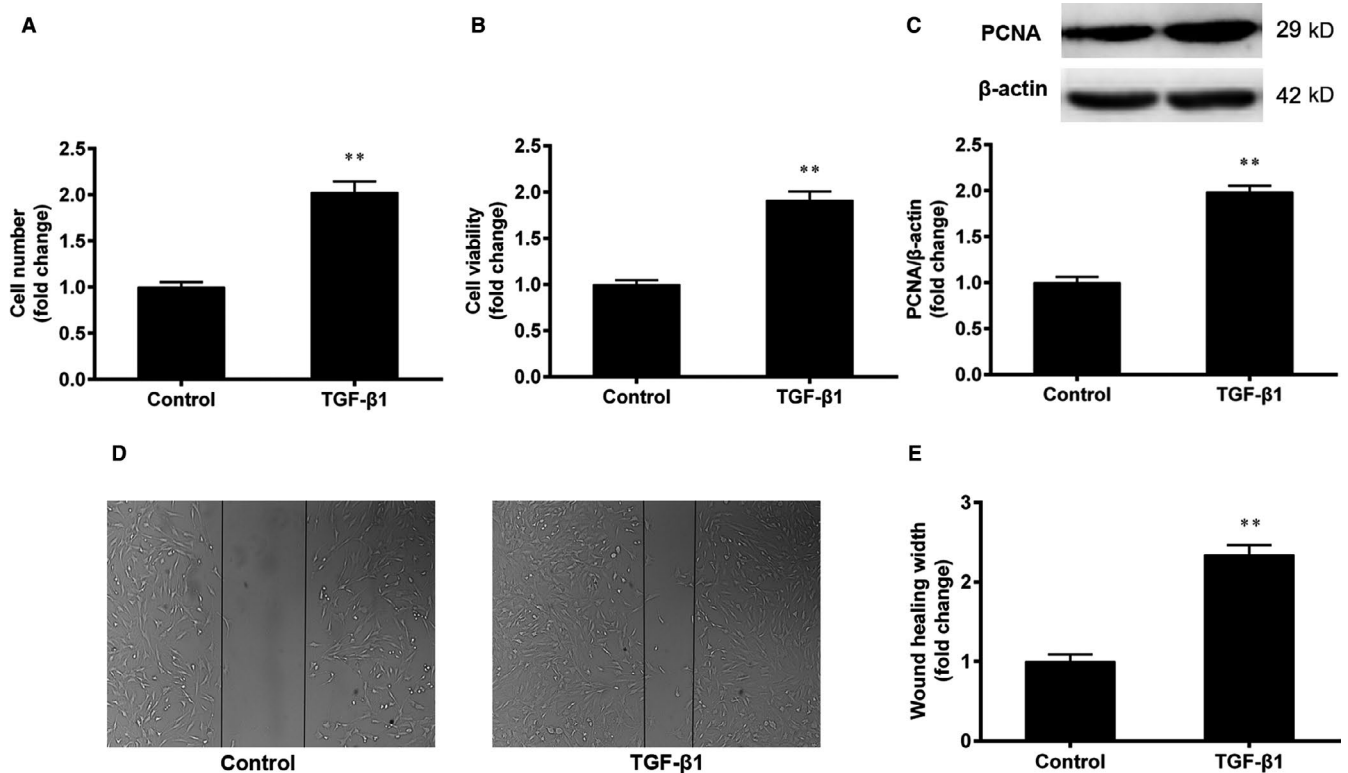 A
Cell number
(fold change)
2.5
2.0
1.5
1.0
0.5
0.0
**
Control
TGF-β1
B
Cell viability
(fold change)
2.5
2.0
1.5
1.0
0.5
0.0
**
Control
TGF-β1
C
PCNA
29 kD
β-actin
42 kD
PCNA/β-actin
(fold change)
2.5
2.0
1.5
1.0
0.5
0.0
**
Control
TGF-β1
D
Control
TGF-β1
E
Wound healing width
(fold change)
3
2
1
0
**
Control
TGF-β1